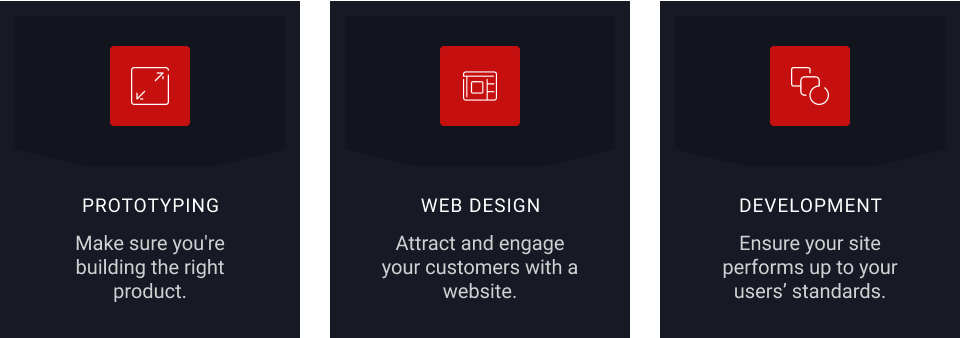 PROTOTYPING
Make sure you're
building the right
product.
WEB DESIGN
Attract and engage
your customers with a
website.
DEVELOPMENT
Ensure your site
performs up to your
users’ standards.